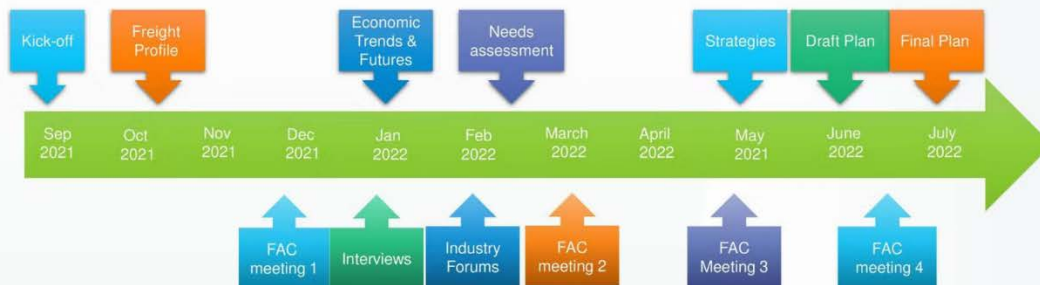 Kick-off
Freight
Profile
Economic
Trends &
Futures
Needs
assessment
Strategies
Draft Plan
Final Plan
Sep
2021
Oct
2021
Nov
2021
Dec
2021
Jan
2022
Feb
2022
March
2022
April
2022
May
2021
June
2022
July
2022
FAC
meeting 1
Interviews
Industry
Forums
FAC
meeting 2
FAC
Meeting 3
FAC
meeting 4